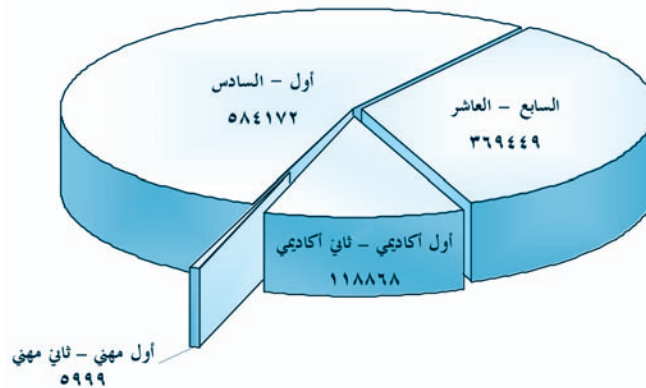 أول – السادس
٥٨٤١٧٢
السابع – العاشر
٣٦٩٤٤٩
أول أكاديمي – ثاني أكاديمي
١١٨٨٦٨
أول مهني – ثاني مهني
٥٩٩٩